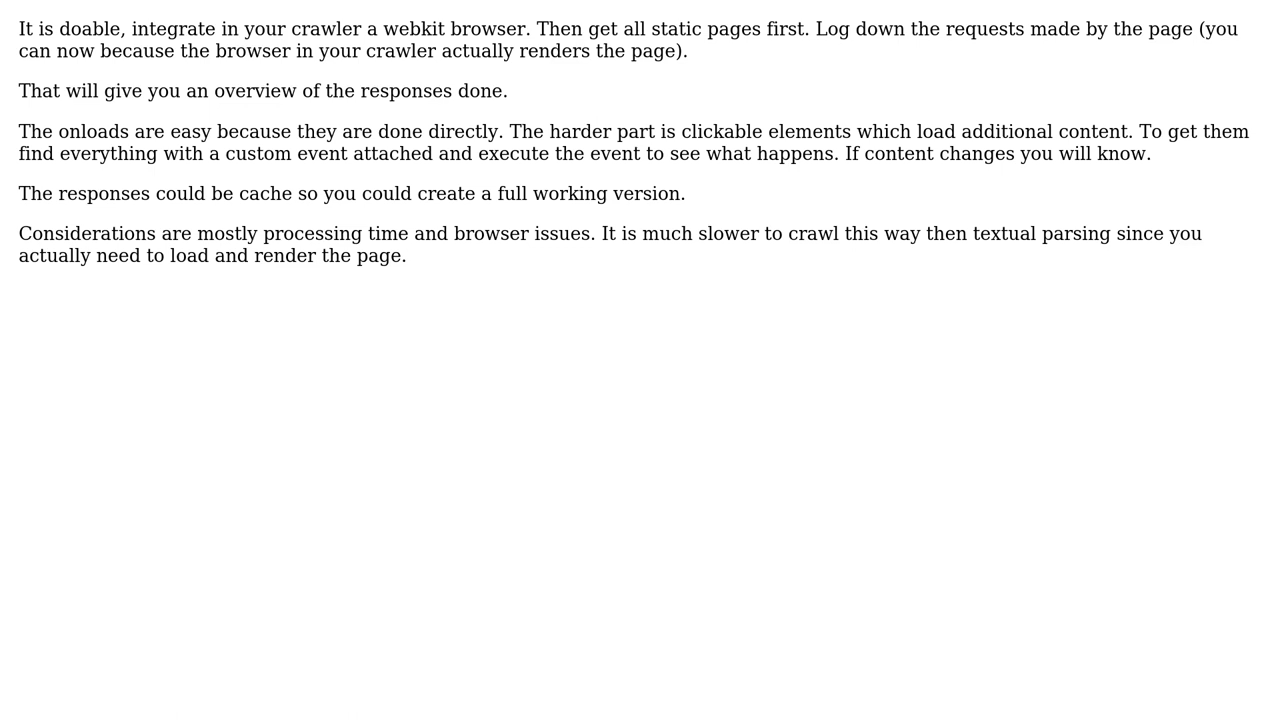 It is doable, integrate in your crawler a webkit browser. Then get all static pages first. Log down the requests made by the page (you
can now because the browser in your crawler actually renders the page).
That will give you an overview of the responses done.
The onloads are easy because they are done directly. The harder part is clickable elements which load additional content. To get them
find everything with a custom event attached and execute the event to see what happens. If content changes you will know.
The responses could be cache so you could create a full working version.
Considerations are mostly processing time and browser issues. It is much slower to crawl this way then textual parsing since you
actually need to load and render the page.